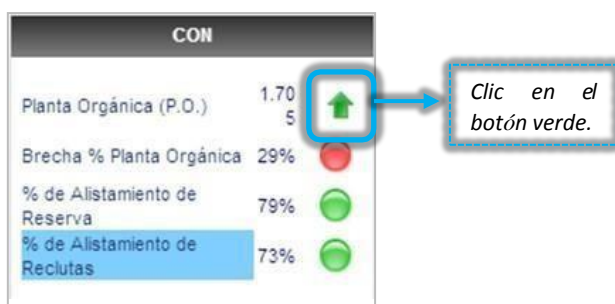 CON
Planta Orgánica (P.O.) 1.70
5
Brecha % Planta Orgánica 29%
% de Alistamiento de
Reserva 79%
% de Alistamiento de
Reclutas 73%
Clic en el
botón verde.